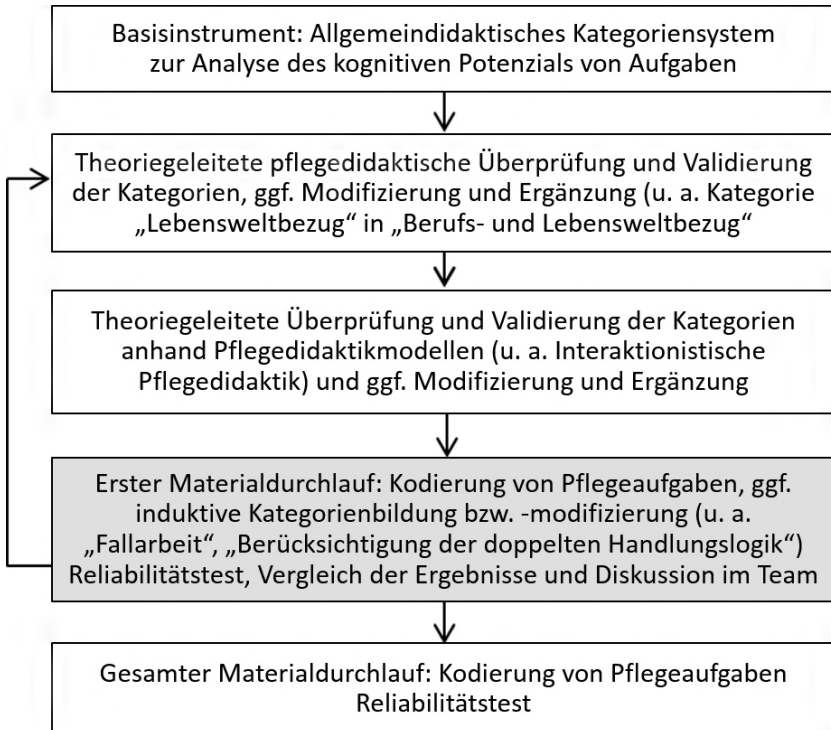 Basisinstrument: Allgemeindidaktisches Kategoriensystem
zur Analyse des kognitiven Potenzials von Aufgaben
Theoriegeleitete pflegedidaktische Überprüfung und Validierung
der Kategorien, ggf. Modifizierung und Ergänzung (u. a. Kategorie
„Lebensweltbezug“ in „Berufs- und Lebensweltbezug“
Theoriegeleitete Überprüfung und Validierung der Kategorien
anhand Pflegedidaktikmodellen (u. a. Interaktionistische
Pflegedidaktik) und ggf. Modifizierung und Ergänzung
Erster Materialdurchlauf: Kodierung von Pflegeaufgaben, ggf.
induktive Kategorienbildung bzw. -modifizierung (u. a.
„Fallarbeit“, „Berücksichtigung der doppelten Handlungslogik“)
Reliabilitätstest, Vergleich der Ergebnisse und Diskussion im Team
Gesamter Materialdurchlauf: Kodierung von Pflegeaufgaben
Reliabilitätstest